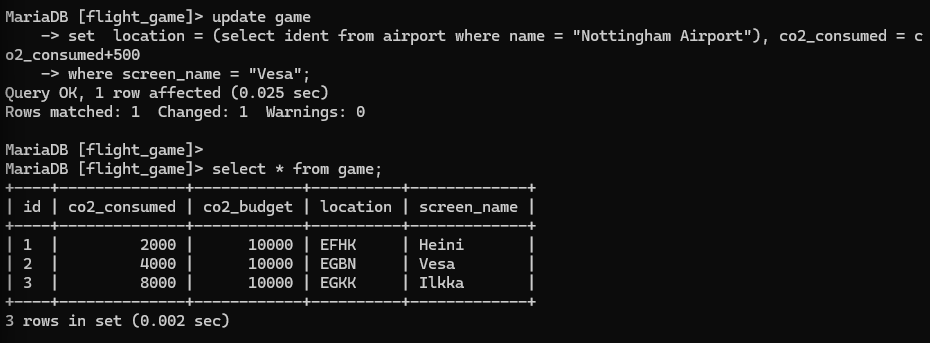 MariaDB [flight_game]> update game
    -> set  location = (select ident from airport where name = "Nottingham Airport"), co2_consumed = c
o2_consumed+500
    -> where screen_name = "Vesa";
Query OK, 1 row affected (0.025 sec)
Rows matched: 1  Changed: 1  Warnings: 0

MariaDB [flight_game]>
MariaDB [flight_game]> select * from game;
+----+--------------+------------+----------+-------------+
| id | co2_consumed | co2_budget | location | screen_name |
+----+--------------+------------+----------+-------------+
| 1  |         2000 |      10000 | EFHK     | Heini       |
| 2  |         4000 |      10000 | EGBN     | Vesa        |
| 3  |         8000 |      10000 | EGKK     | Ilkka       |
+----+--------------+------------+----------+-------------+
3 rows in set (0.002 sec)